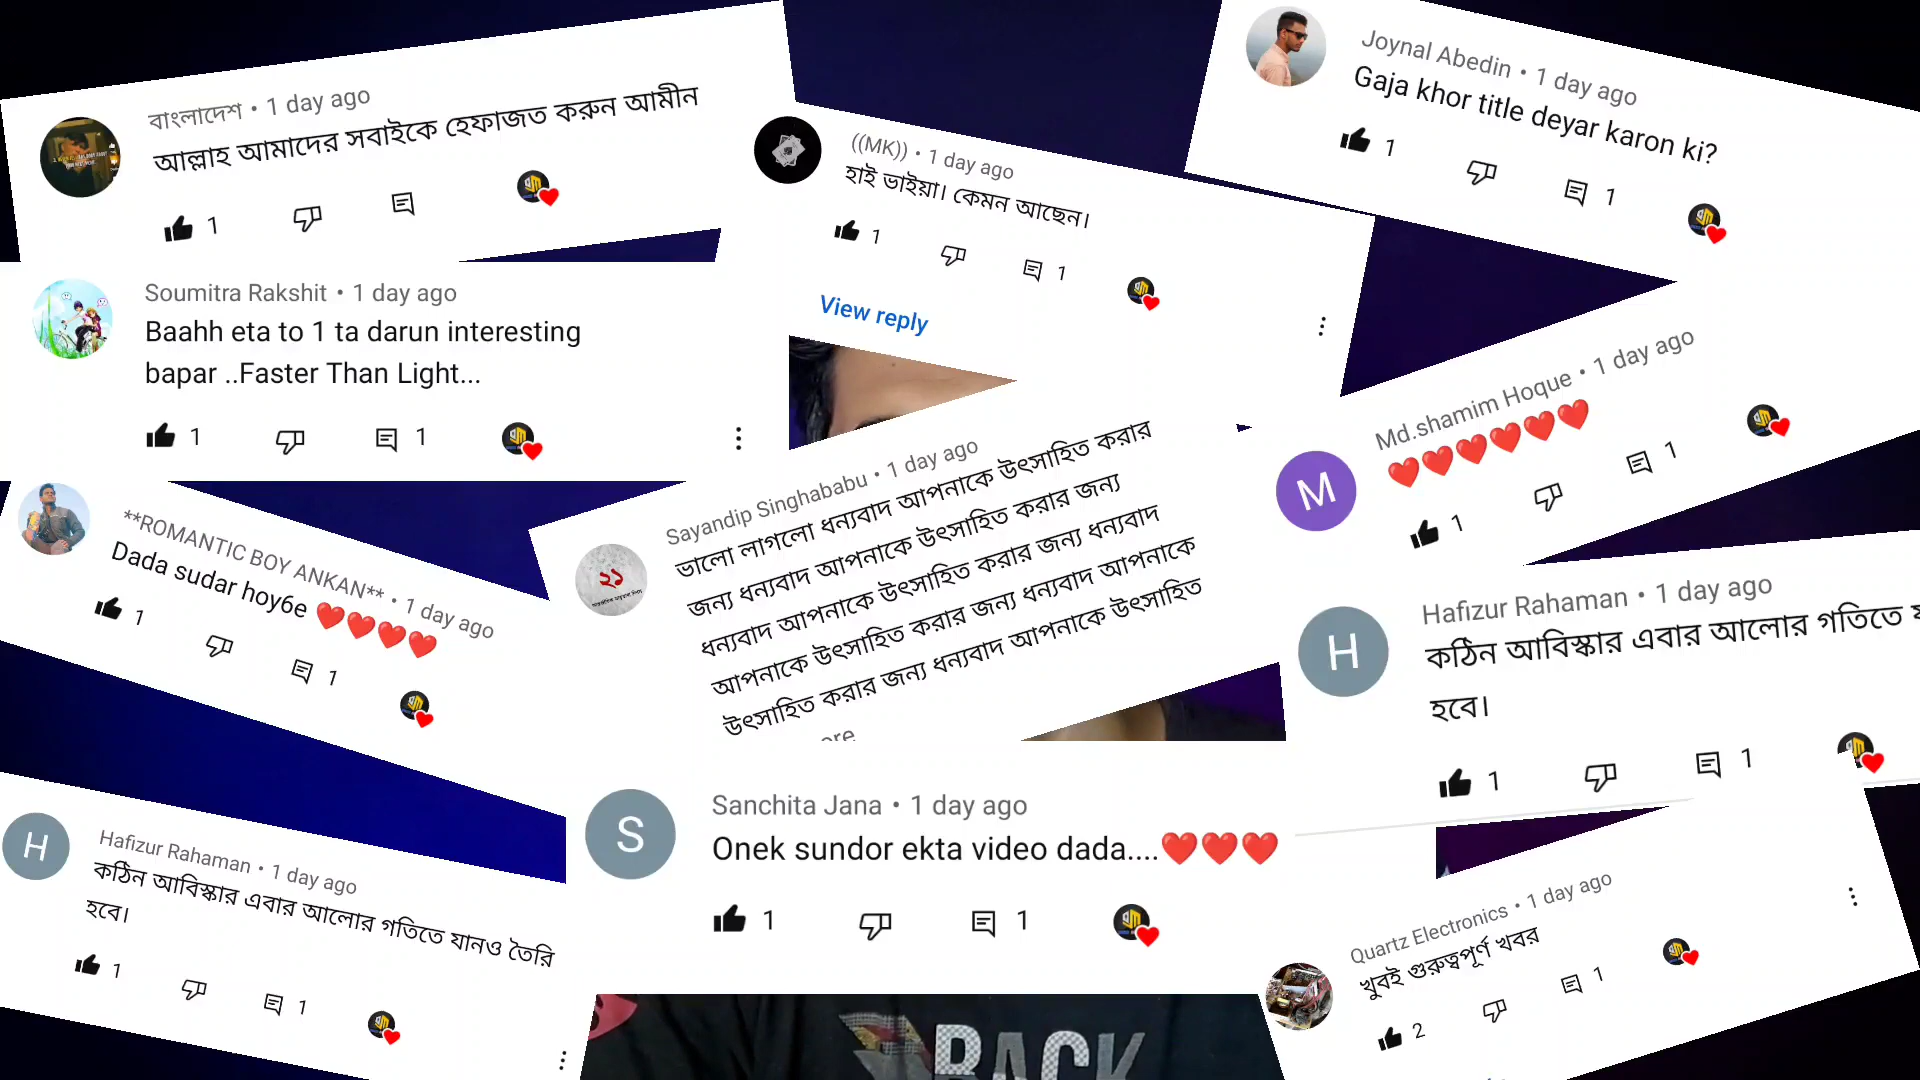 বাংলাদেশ • 1 day ago
আল্লাহ আমাদের সবাইকে হেফাজত করুন আমীন
1
((MK)) • 1 day ago
হাই ভাইয়া। কেমন আছেন।
1 1
View reply
Joynal Abedin • 1 day ago
Gaja khor title deyar karon ki?
1 1
Soumitra Rakshit • 1 day ago
Baahh eta to 1 ta darun interesting
bapar ..Faster Than Light...
1 1
Md.shamim Hoque • 1 day ago
❤️❤️❤️❤️❤️❤️
M
1 1
**ROMANTIC BOY ANKAN** • 1 day ago
Dada sudar hoy6e ❤️❤️❤️❤️
1 1
Sayandip Singhababu • 1 day ago
ভালো লাগলো ধন্যবাদ আপনাকে উৎসাহিত করার
জন্য ধন্যবাদ আপনাকে উৎসাহিত করার জন্য
ধন্যবাদ আপনাকে উৎসাহিত করার জন্য ধন্যবাদ
আপনাকে উৎসাহিত করার জন্য ধন্যবাদ আপনাকে
উৎসাহিত করার জন্য ধন্যবাদ আপনাকে উৎসাহিত
২১
H
Hafizur Rahaman • 1 day ago
কঠিন আবিস্কার এবার আলোর গতিতে
হবে।
1 1
H
Hafizur Rahaman • 1 day ago
কঠিন আবিস্কার এবার আলোর গতিতে যানও তৈরি
হবে।
1 1
S
Sanchita Jana • 1 day ago
Onek sundor ekta video dada....❤️❤️❤️
1 1
Quartz Electronics • 1 day ago
খুবই গুরুত্বপূর্ণ খবর
2 1
BACK